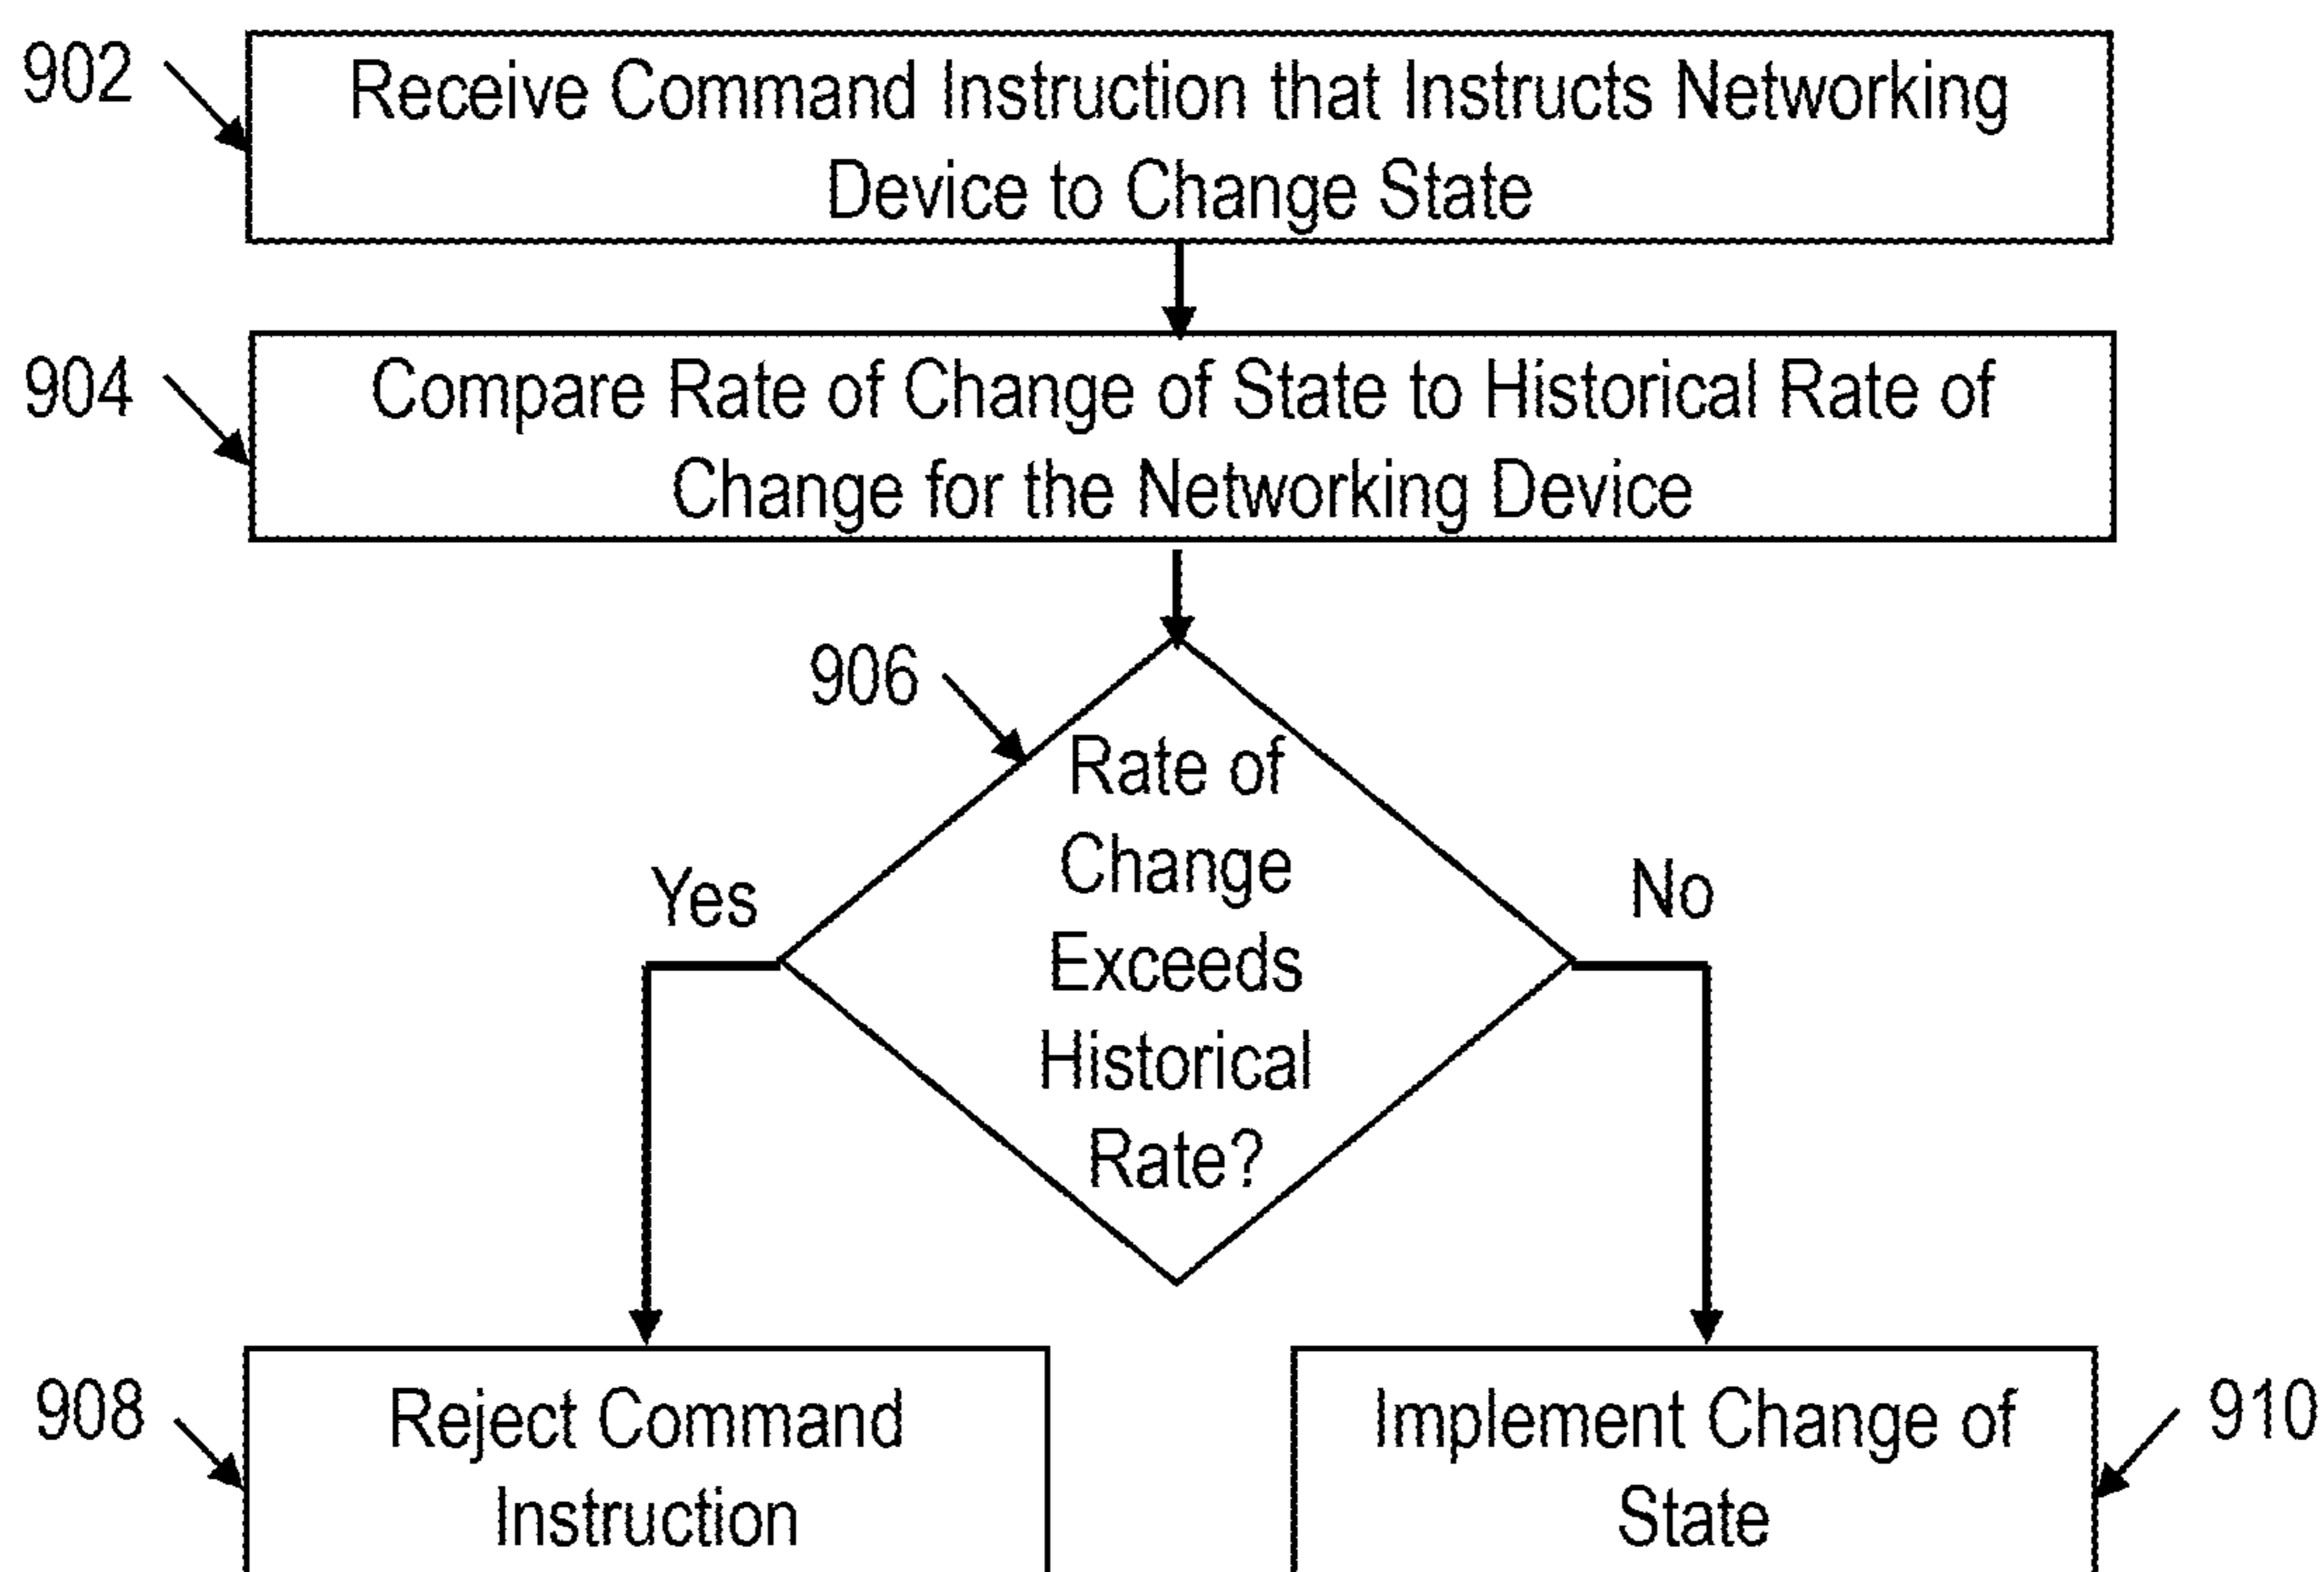 902
Receive Command Instruction that Instructs Networking
Device to Change State
904
Compare Rate of Change of State to Historical Rate of
Change for the Networking Device
906
Rate of
Change
Exceeds
Historical
Rate?
Yes
No
908
Reject Command
Instruction
Implement Change of
State
910